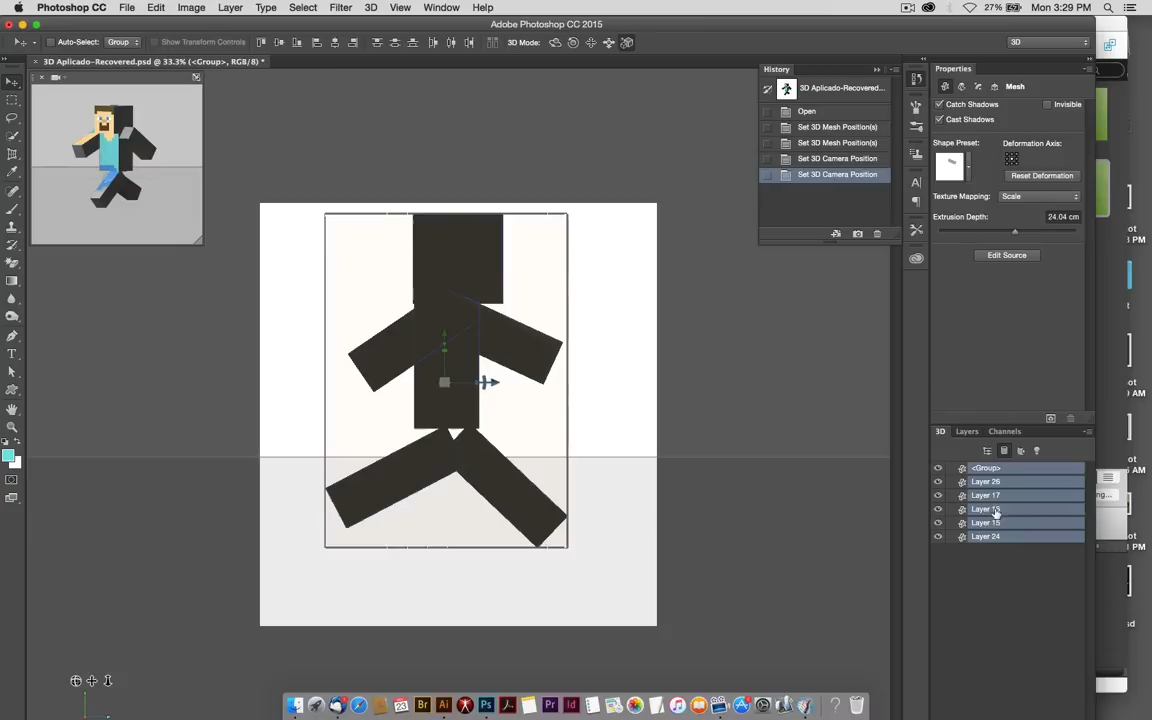 Photoshop CC File Edit Image Layer Type Select Filter 3D View Window Help 27% Mon 3:29 PM
Adobe Photoshop CC 2015
Auto-Select: Group Show Transform Controls 3D Mode: 3D
3D Aplicado-Recovered.psd @ 33.3% (<Group>, RGB/8) *
History
3D Aplicado-Recovered...
Open
Set 3D Mesh Position(s)
Set 3D Mesh Position(s)
Set 3D Camera Position
Set 3D Camera Position
Properties
Mesh
Catch Shadows Invisible
Cast Shadows
Shape Preset: Deformation Axis:
Reset Deformation
Texture Mapping: Scale
Extrusion Depth: 24.04 cm
Edit Source
3D Layers Channels
<Group>
Layer 26
Layer 17
Layer
Layer 15
Layer 24